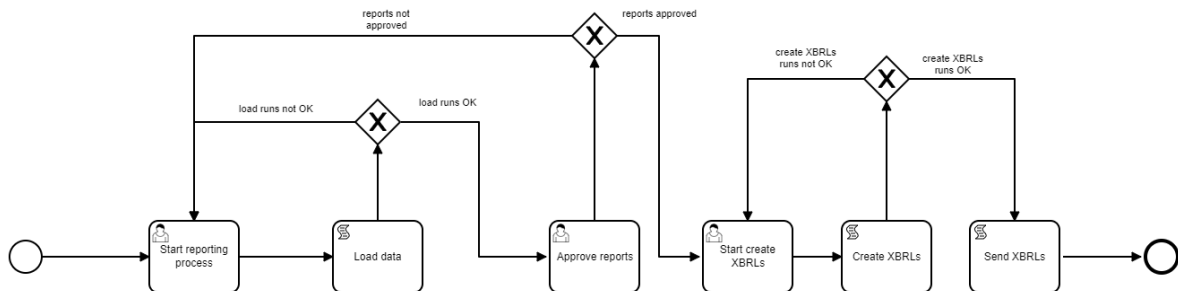 reports not
approved
reports approved
create XBRLs
runs not OK
create XBRLs
runs OK
load runs not OK
load runs OK
Start reporting
process
Load data
Approve reports
Start create
XBRLs
Create XBRLs
Send XBRLs